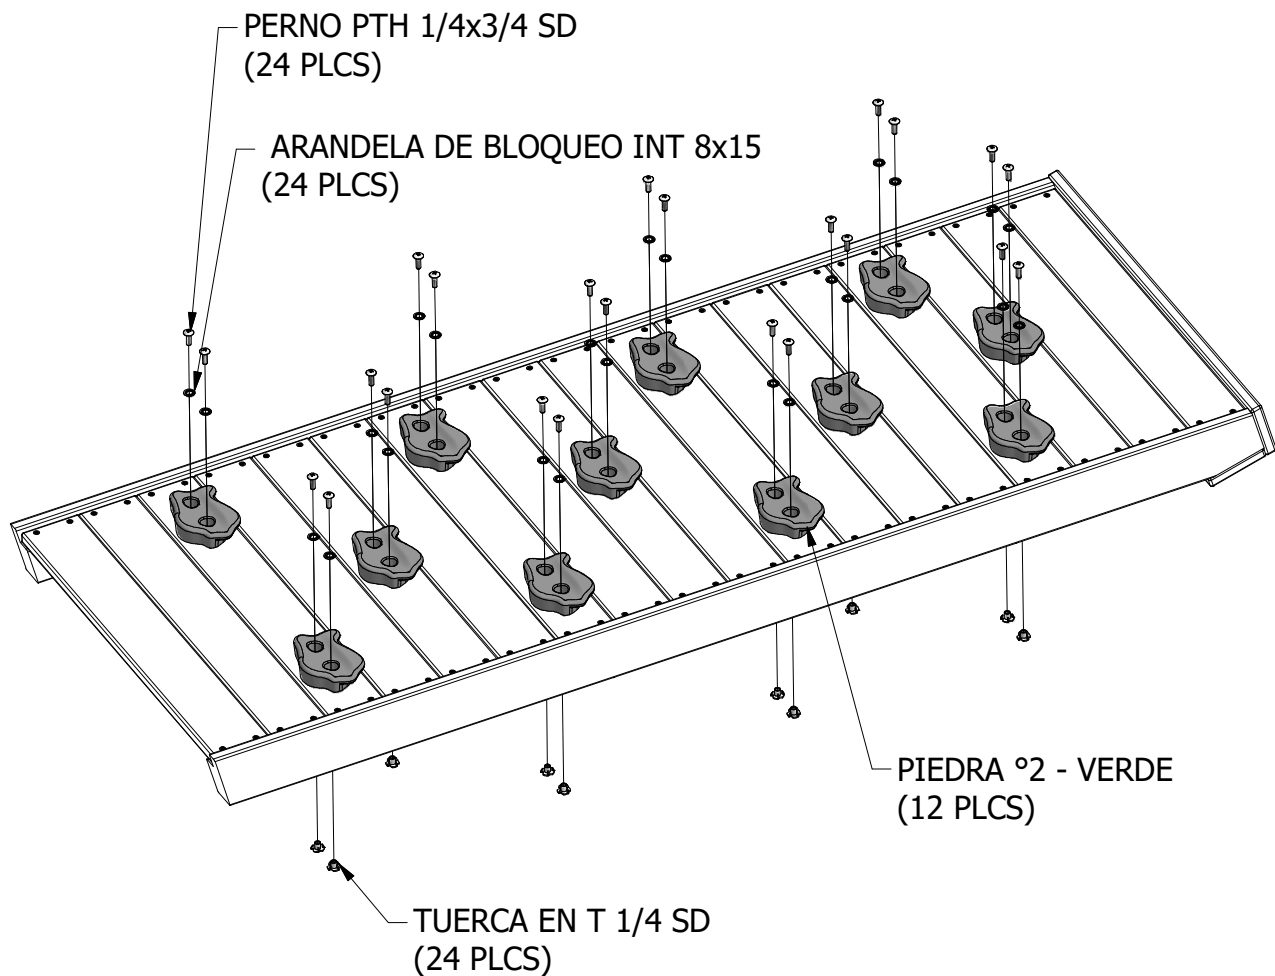 PERNO PTH 1/4x3/4 SD
(24 PLCS)
ARANDELA DE BLOQUEO INT 8x15
(24 PLCS)
PIEDRA °2 - VERDE
(12 PLCS)
TUERCA EN T 1/4 SD
(24 PLCS)